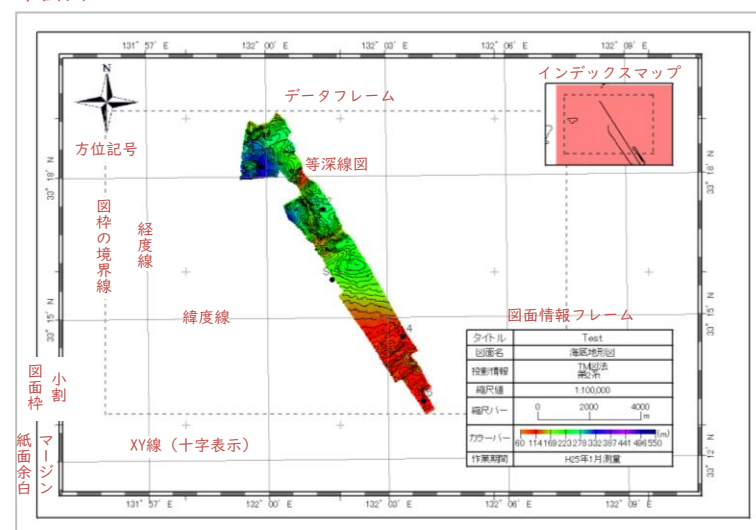 131° 57′ E
132° 00′ E
132° 03′ E
132° 06′ E
132° 09′ E
N
インデックスマップ
データフレーム
方位記号
等深線図
33° 18′ N
33° 18′ N
図枠の境界線
経度線
緯度線
図面情報フレーム
33° 15′ N
33° 15′ N
タイトル Test
図面名 海底地形図
投影情報 TM図法
第2系
縮尺値 1:100,000
縮尺バー 0 2000 4000
m
カラーバー 60 114 169 223 278 332 387 441 496 550 (m)
作業期間 H25年1月測量
図面枠
小割
紙面余白
マージン
XY線（十字表示）
33° 12′ N
131° 57′ E
132° 00′ E
132° 03′ E
132° 06′ E
132° 09′ E